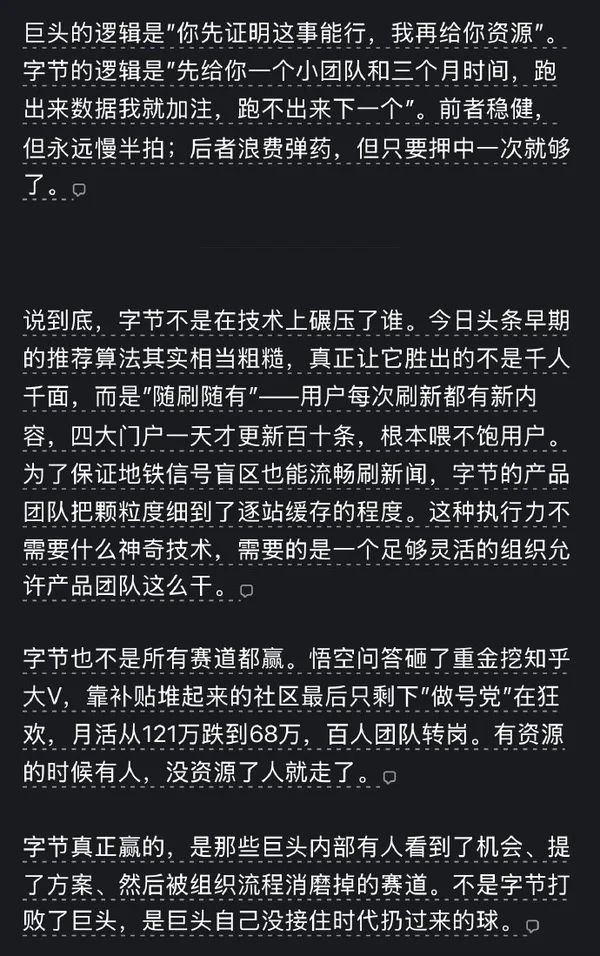 巨头的逻辑是"你先证明这事能行，我再给你资源"。
字节的逻辑是"先给你一个小团队和三个月时间，跑
出来数据我就加注，跑不出来下一个"。前者稳健，
但永远慢半拍；后者浪费弹药，但只要押中一次就够
了。
说到底，字节不是在技术上碾压了谁。今日头条早期
的推荐算法其实相当粗糙，真正让它胜出的不是千人
千面，而是"随刷随有"——用户每次刷新都有新内
容，四大门户一天才更新百十条，根本喂不饱用户。
为了保证地铁信号盲区也能流畅刷新闻，字节的产品
团队把颗粒度细到了逐站缓存的程度。这种执行力不
需要什么神奇技术，需要的是一个足够灵活的组织允
许产品团队这么干。
字节也不是所有赛道都赢。悟空问答砸了重金挖知乎
大V，靠补贴堆起来的社区最后只剩下"做号党"在狂
欢，月活从121万跌到68万，百人团队转岗。有资源
的时候有人，没资源了人就走了。
字节真正赢的，是那些巨头内部有人看到了机会、提
了方案、然后被组织流程消磨掉的赛道。不是字节打
败了巨头，是巨头自己没接住时代扔过来的球。